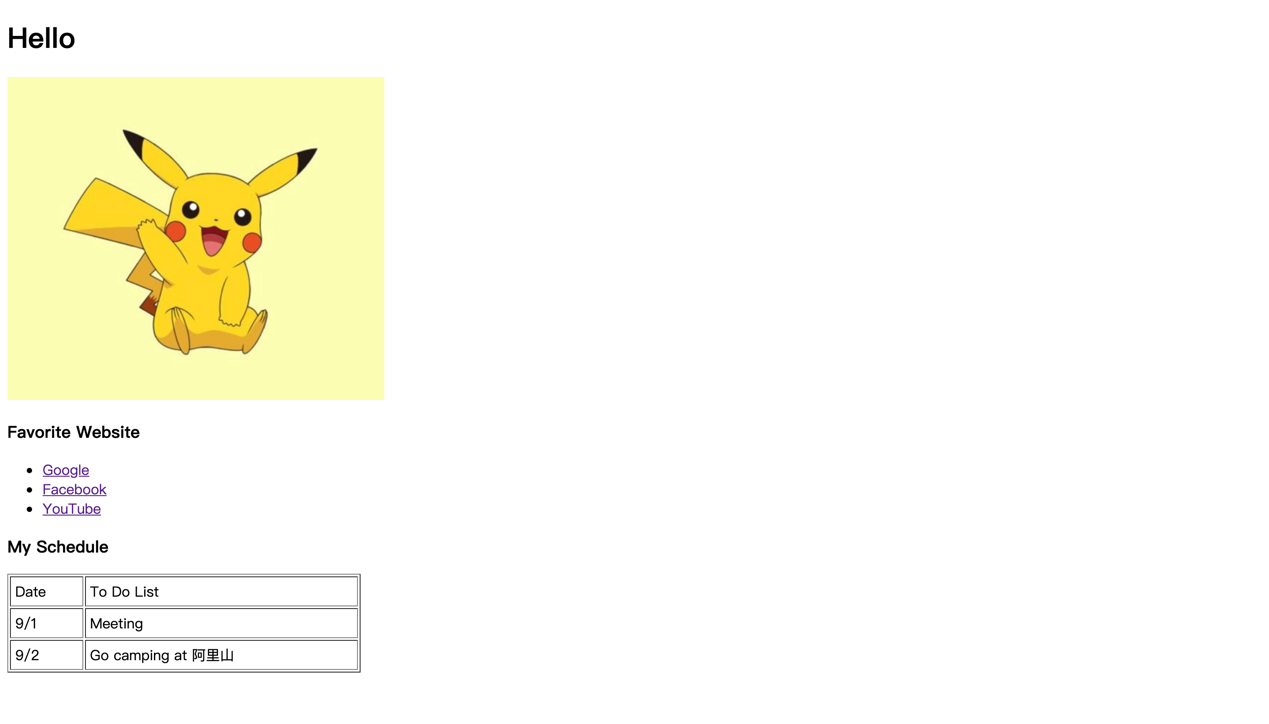 Hello
Favorite Website
Google
Facebook
YouTube
My Schedule
Date To Do List
9/1 Meeting
9/2 Go camping at 阿里山